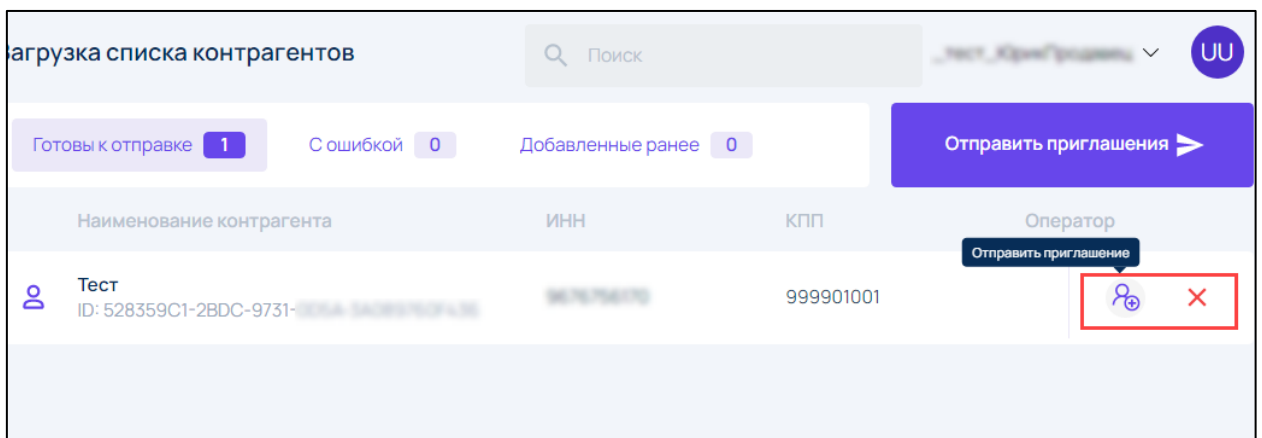 Загрузка списка контрагентов
Поиск
UU
Готовы к отправке 1 С ошибкой 0 Добавленные ранее 0
Отправить приглашения
Наименование контрагента ИНН КПП Оператор
Отправить приглашение
Тест
999901001
ID: 528359C1-2BDC-9731-